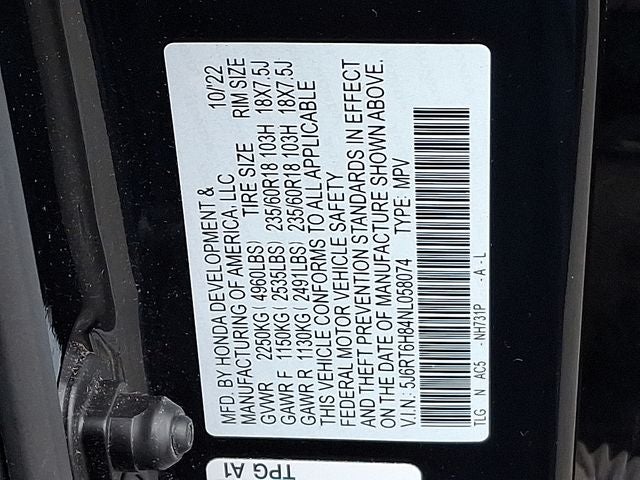 MFD. BY HONDA DEVELOPMENT & 10/22
MANUFACTURING OF AMERICA, LLC
TIRE SIZE RIM SIZE
GVWR 2250KG ( 4960LBS)
GAWR F 1150KG ( 2535LBS) 235/60R18 103H 18X7.5J
GAWR R 1130KG ( 2491LBS) 235/60R18 103H 18X7.5J
THIS VEHICLE CONFORMS TO ALL APPLICABLE
FEDERAL MOTOR VEHICLE SAFETY
AND THEFT PREVENTION STANDARDS IN EFFECT
ON THE DATE OF MANUFACTURE SHOWN ABOVE.
V.I.N.: 5J6RT6H84NL058074 TYPE: MPV
TLG N AC5 -NH731P -A-L
TPG A1